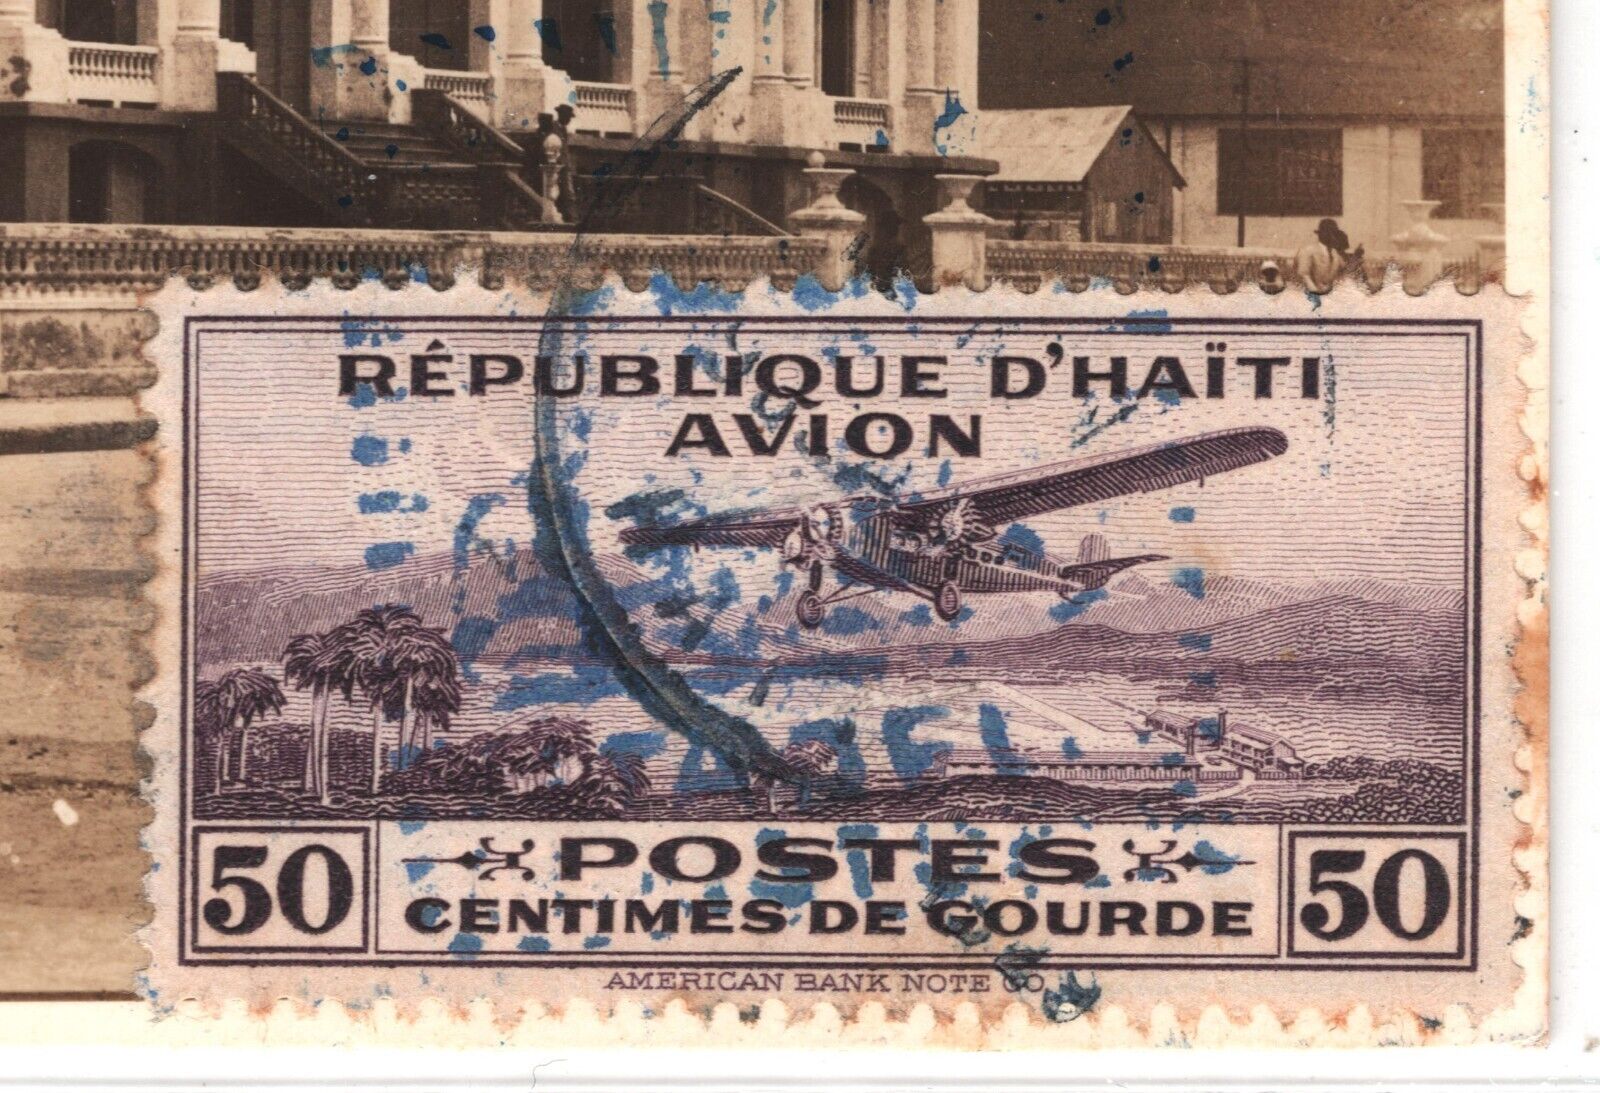 RÉPUBLIQUE D'HAÏTI
AVION
50 POSTES 50
CENTIMES DE GOURDE
AMERICAN BANK NOTE CO.